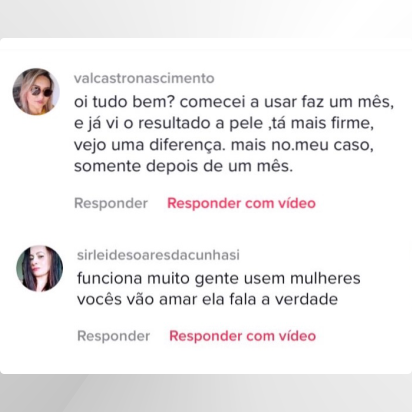 valcastronascimento
oi tudo bem? comecei a usar faz um mês,
e já vi o resultado a pele ,tá mais firme,
vejo uma diferença. mais no.meu caso,
somente depois de um mês.
Responder Responder com vídeo
sirleidesoaresdacunhasi
funciona muito gente usem mulheres
vocês vão amar ela fala a verdade
Responder Responder com vídeo